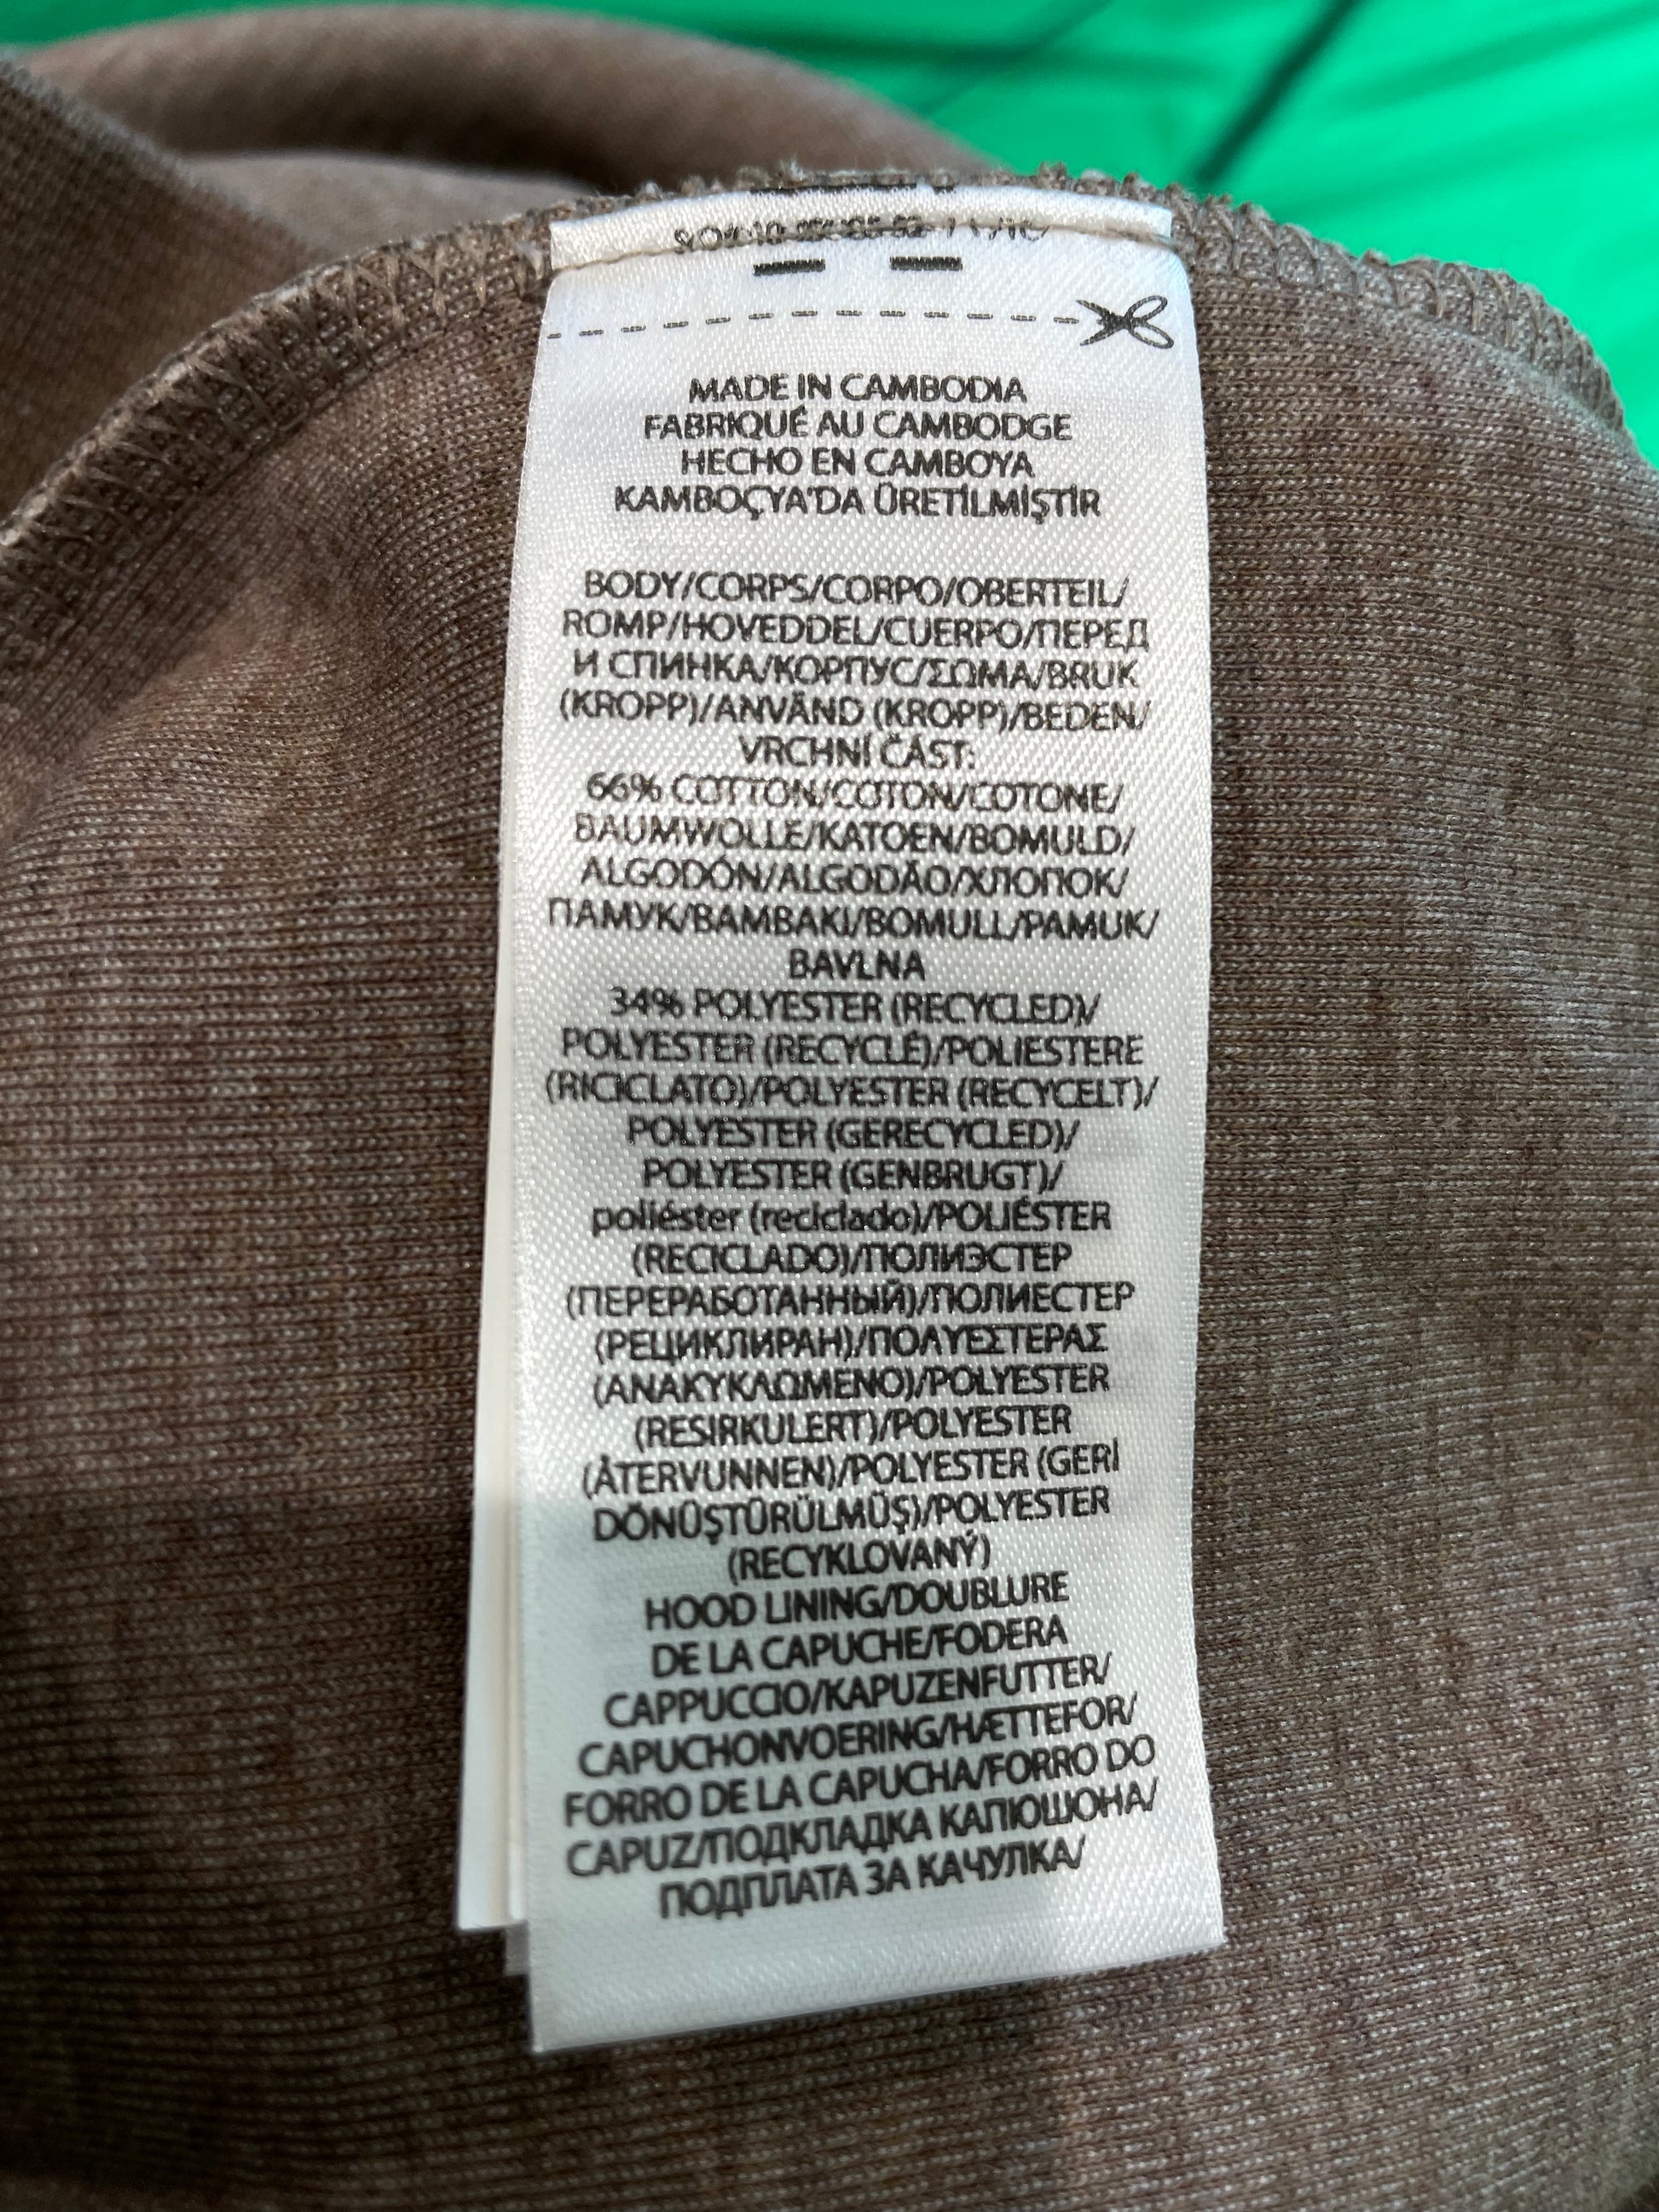 MADE IN CAMBODIA
FABRIQUÉ AU CAMBODGE
HECHO EN CAMBOYA
KAMBOÇYA'DA ÜRETİLMİŞTİR
BODY/CORPS/CORPO/OBERTEIL/
ROMP/HOVEDDEL/CUERPO/ПЕРЕД
И СПИНКА/КОРПУС/ΣΩΜΑ/BRUK
(KROPP)/ANVÄND (KROPP)/BEDEN/
VRCHNÍ ČÁST:
66% COTTON/COTON/COTONE/
BAUMWOLLE/KATOEN/BOMULD/
ALGODÓN/ALGODÃO/ХЛОПОК/
ПАМУК/ΒΑΜΒΑΚΙ/BOMULL/PAMUK/
BAVLNA
34% POLYESTER (RECYCLED)/
POLYESTER (RECYCLÉ)/POLIESTERE
(RICICLATO)/POLYESTER (RECYCELT)/
POLYESTER (GERECYCLED)/
POLYESTER (GENBRUGT)/
poliéster (reciclado)/POLIÉSTER
(RECICLADO)/ПОЛИЭСТЕР
(ПЕРЕРАБОТАННЫЙ)/ПОЛИЕСТЕР
(РЕЦИКЛИРАН)/ΠΟΛΥΕΣΤΕΡΑΣ
(ΑΝΑΚΥΚΛΩΜΕΝΟ)/POLYESTER
(RESIRKULERT)/POLYESTER
(ÅTERVUNNEN)/POLYESTER (GERİ
DÖNÜŞTÜRÜLMÜŞ)/POLYESTER
(RECYKLOVANÝ)
HOOD LINING/DOUBLURE
DE LA CAPUCHE/FODERA
CAPPUCCIO/KAPUZENFUTTER/
CAPUCHONVOERING/HÆTTEFOR/
FORRO DE LA CAPUCHA/FORRO DO
CAPUZ/ПОДКЛАДКА КАПЮШОНА/
ПОДПЛАТА ЗА КАЧУЛКА/